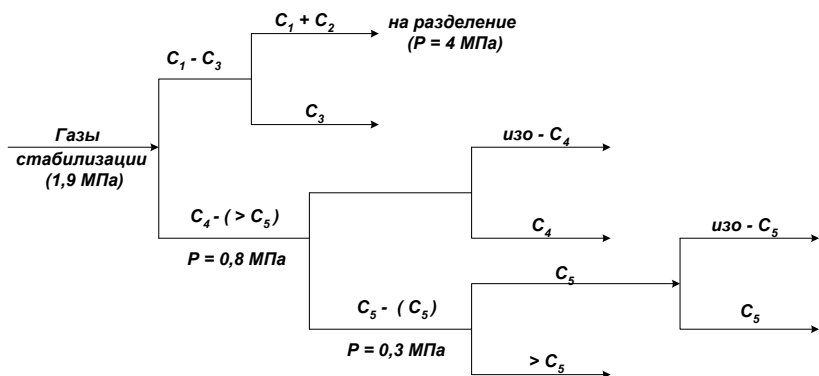 C₁ + C₂
на разделение
(P = 4 МПа)
C₁ - C₃
C₃
Газы
стабилизации
(1,9 МПа)
изо - C₄
C₄ - ( > C₅ )
C₄
P = 0,8 МПа
изо - C₅
C₅
C₅ - ( C₅ )
C₅
P = 0,3 МПа
> C₅